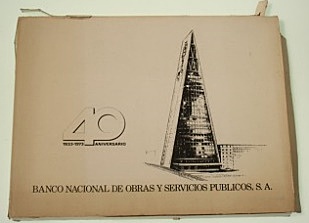 40
1933-1973 ANIVERSARIO
BANCO NACIONAL DE OBRAS Y SERVICIOS PUBLICOS, S. A.